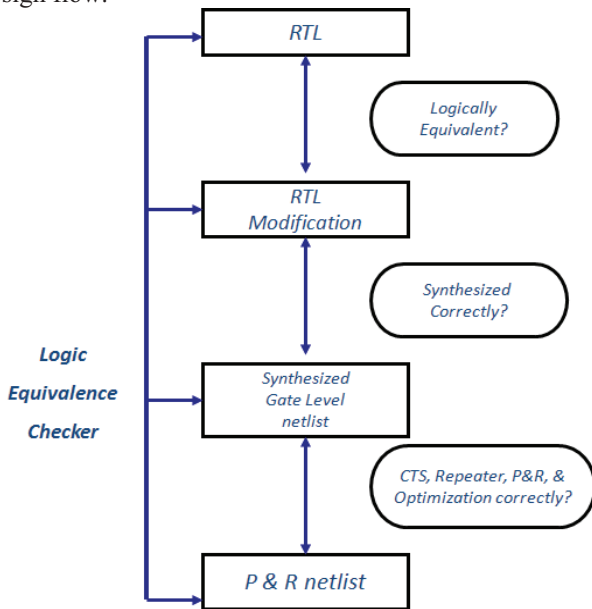 sign flow.
RTL
Logically
Equivalent?
RTL
Modification
Synthesized
Correctly?
Logic
Equivalence
Checker
Synthesized
Gate Level
netlist
CTS, Repeater, P&R, &
Optimization correctly?
P & R netlist